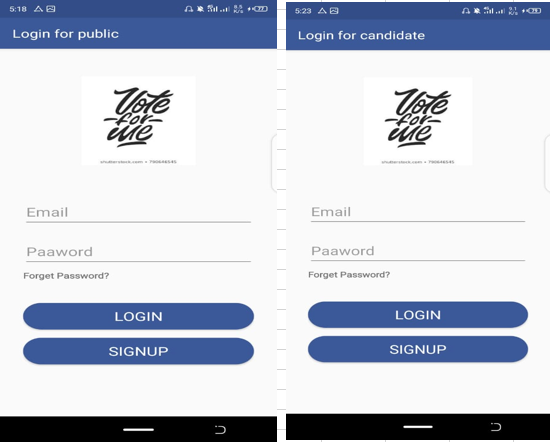 5:18
Login for public
Vote
for
me
shutterstock.com • 790646545
Email
Paaword
Forget Password?
LOGIN
SIGNUP
5:23
Login for candidate
Vote
for
me
shutterstock.com • 790646545
Email
Paaword
Forget Password?
LOGIN
SIGNUP